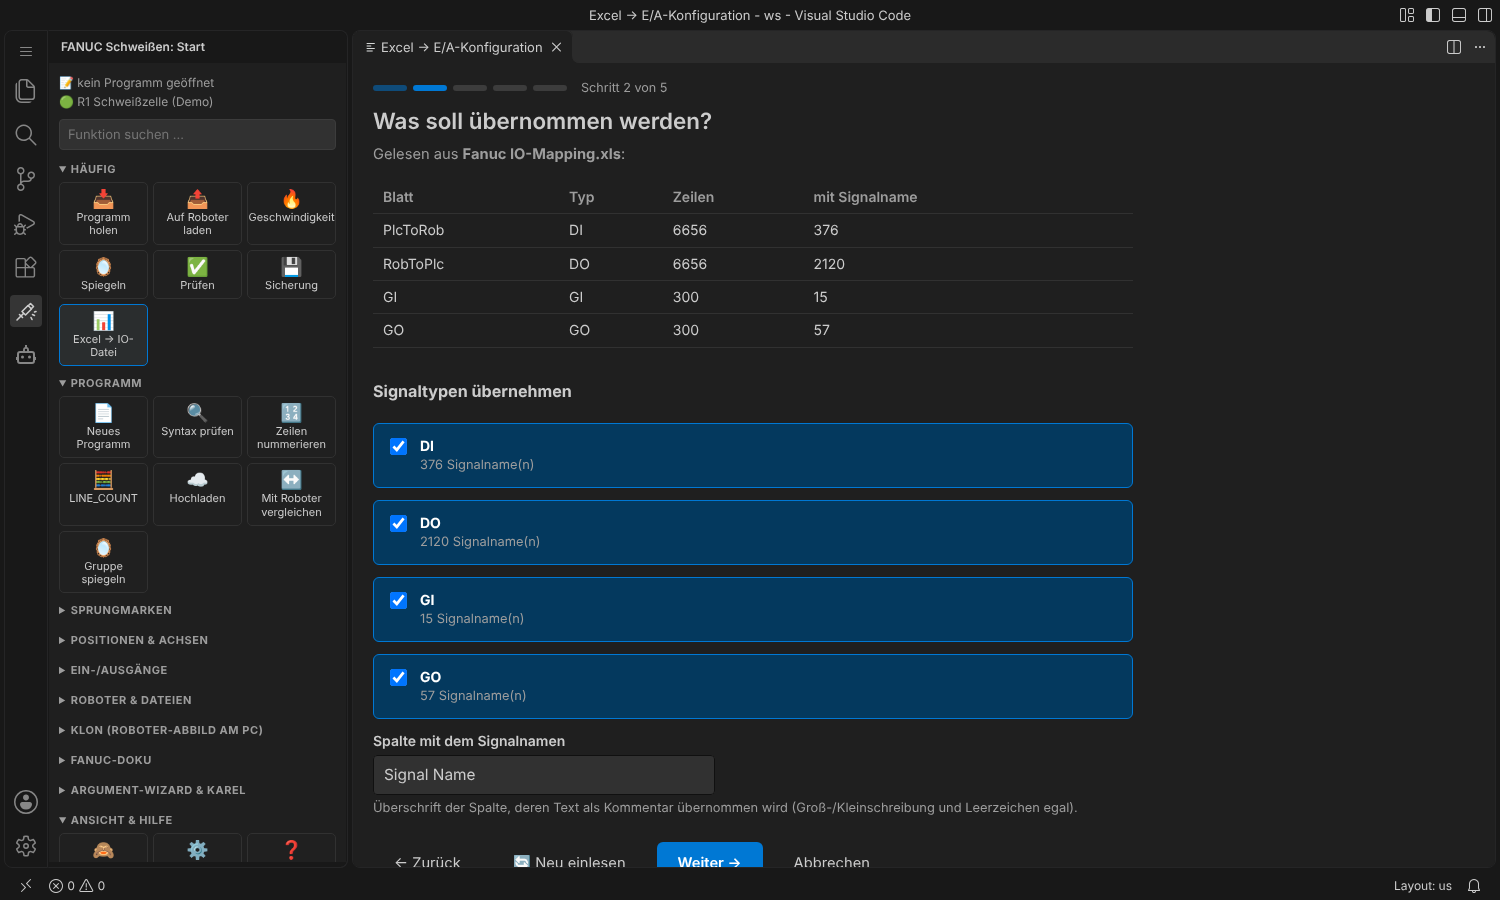 Excel → E/A-Konfiguration - ws - Visual Studio Code
FANUC Schweißen: Start
kein Programm geöffnet
R1 Schweißzelle (Demo)
Funktion suchen ...
HÄUFIG
Programm holen
Auf Roboter laden
Geschwindigkeit
Spiegeln
Prüfen
Sicherung
Excel → IO-Datei
PROGRAMM
Neues Programm
Syntax prüfen
Zeilen nummerieren
LINE_COUNT
Hochladen
Mit Roboter vergleichen
Gruppe spiegeln
SPRUNGMARKEN
POSITIONEN & ACHSEN
EIN-/AUSGÄNGE
ROBOTER & DATEIEN
KLON (ROBOTER-ABBILD AM PC)
FANUC-DOKU
ARGUMENT-WIZARD & KAREL
ANSICHT & HILFE
Excel → E/A-Konfiguration
Schritt 2 von 5
Was soll übernommen werden?
Gelesen aus Fanuc IO-Mapping.xls:
Blatt Typ Zeilen mit Signalname
PlcToRob DI 6656 376
RobToPlc DO 6656 2120
GI GI 300 15
GO GO 300 57
Signaltypen übernehmen
DI
376 Signalname(n)
DO
2120 Signalname(n)
GI
15 Signalname(n)
GO
57 Signalname(n)
Spalte mit dem Signalnamen
Signal Name
Überschrift der Spalte, deren Text als Kommentar übernommen wird (Groß-/Kleinschreibung und Leerzeichen egal).
← Zurück
Neu einlesen
Weiter →
Abbrechen
0 0
Layout: us